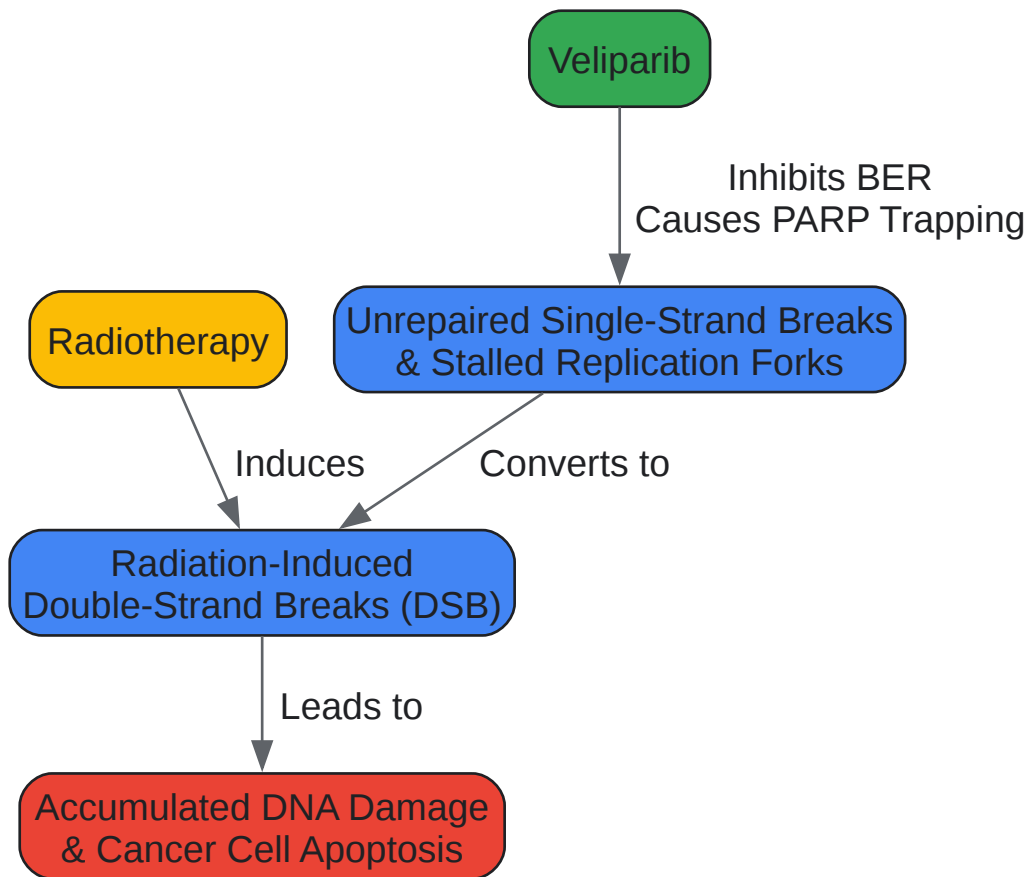 Veliparib
Inhibits BER
Causes PARP Trapping
Unrepaired Single-Strand Breaks
& Stalled Replication Forks
Radiotherapy
Induces
Converts to
Radiation-Induced
Double-Strand Breaks (DSB)
Leads to
Accumulated DNA Damage
& Cancer Cell Apoptosis